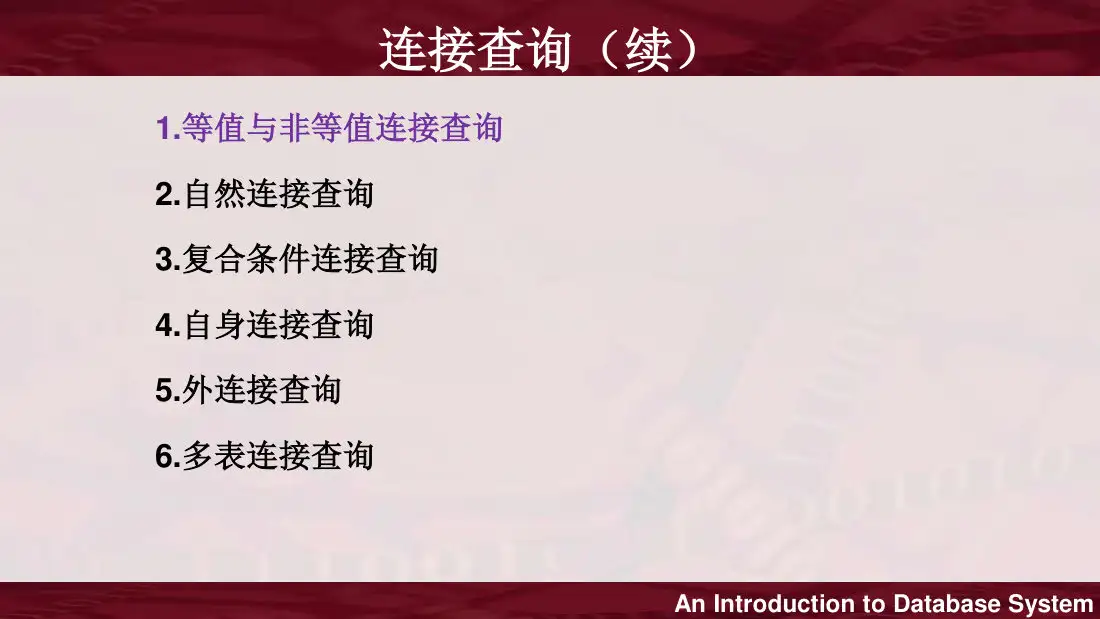 连接查询（续）
1.等值与非等值连接查询
2.自然连接查询
3.复合条件连接查询
4.自身连接查询
5.外连接查询
6.多表连接查询
An Introduction to Database System